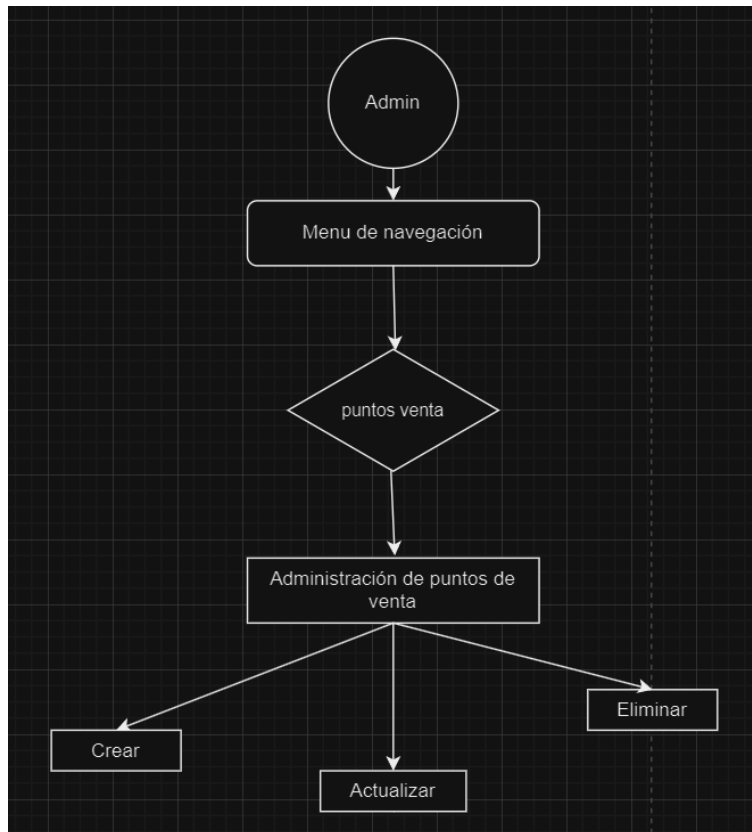 Admin
Menu de navegación
puntos venta
Administración de puntos de
venta
Eliminar
Crear
Actualizar